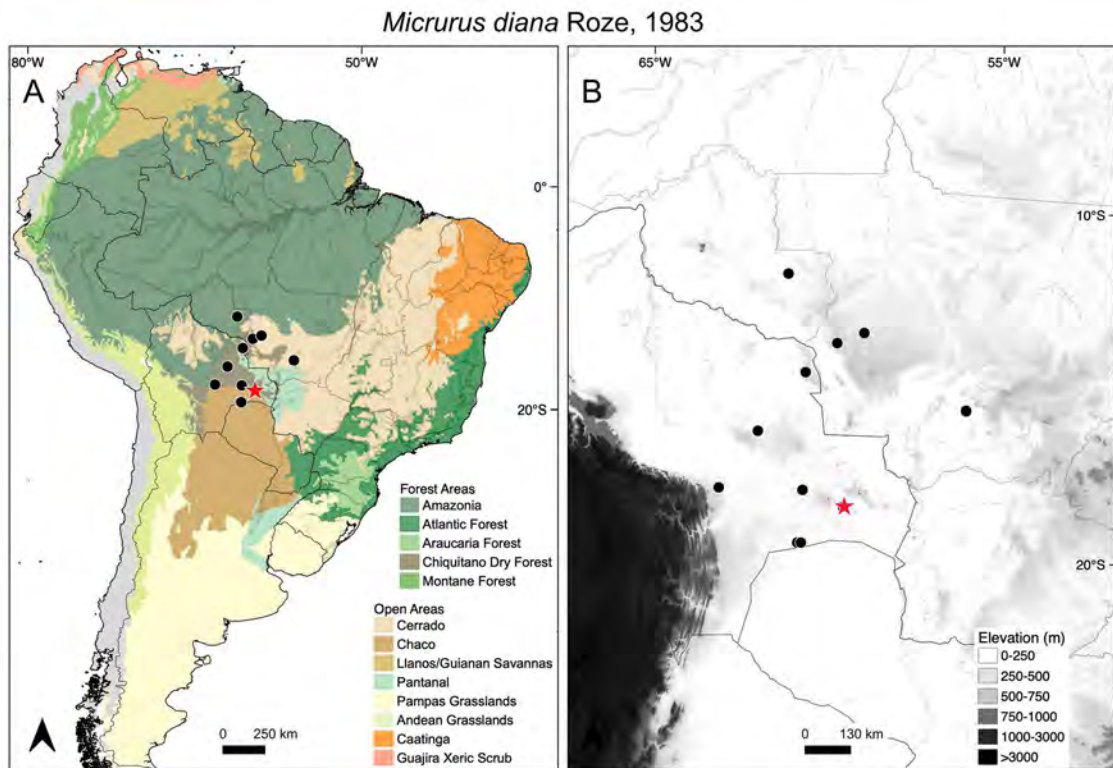 Micrurus diana Roze, 1983
A
80°W
50°W
0°
20°S
Forest Areas
Amazonia
Atlantic Forest
Araucaria Forest
Chiquitano Dry Forest
Montane Forest
Open Areas
Cerrado
Chaco
Llanos/Guianan Savannas
Pantanal
Pampas Grasslands
Andean Grasslands
Caatinga
Guajira Xeric Scrub
0 250 km
B
65°W
55°W
10°S
20°S
Elevation (m)
0-250
250-500
500-750
750-1000
1000-3000
>3000
0 130 km